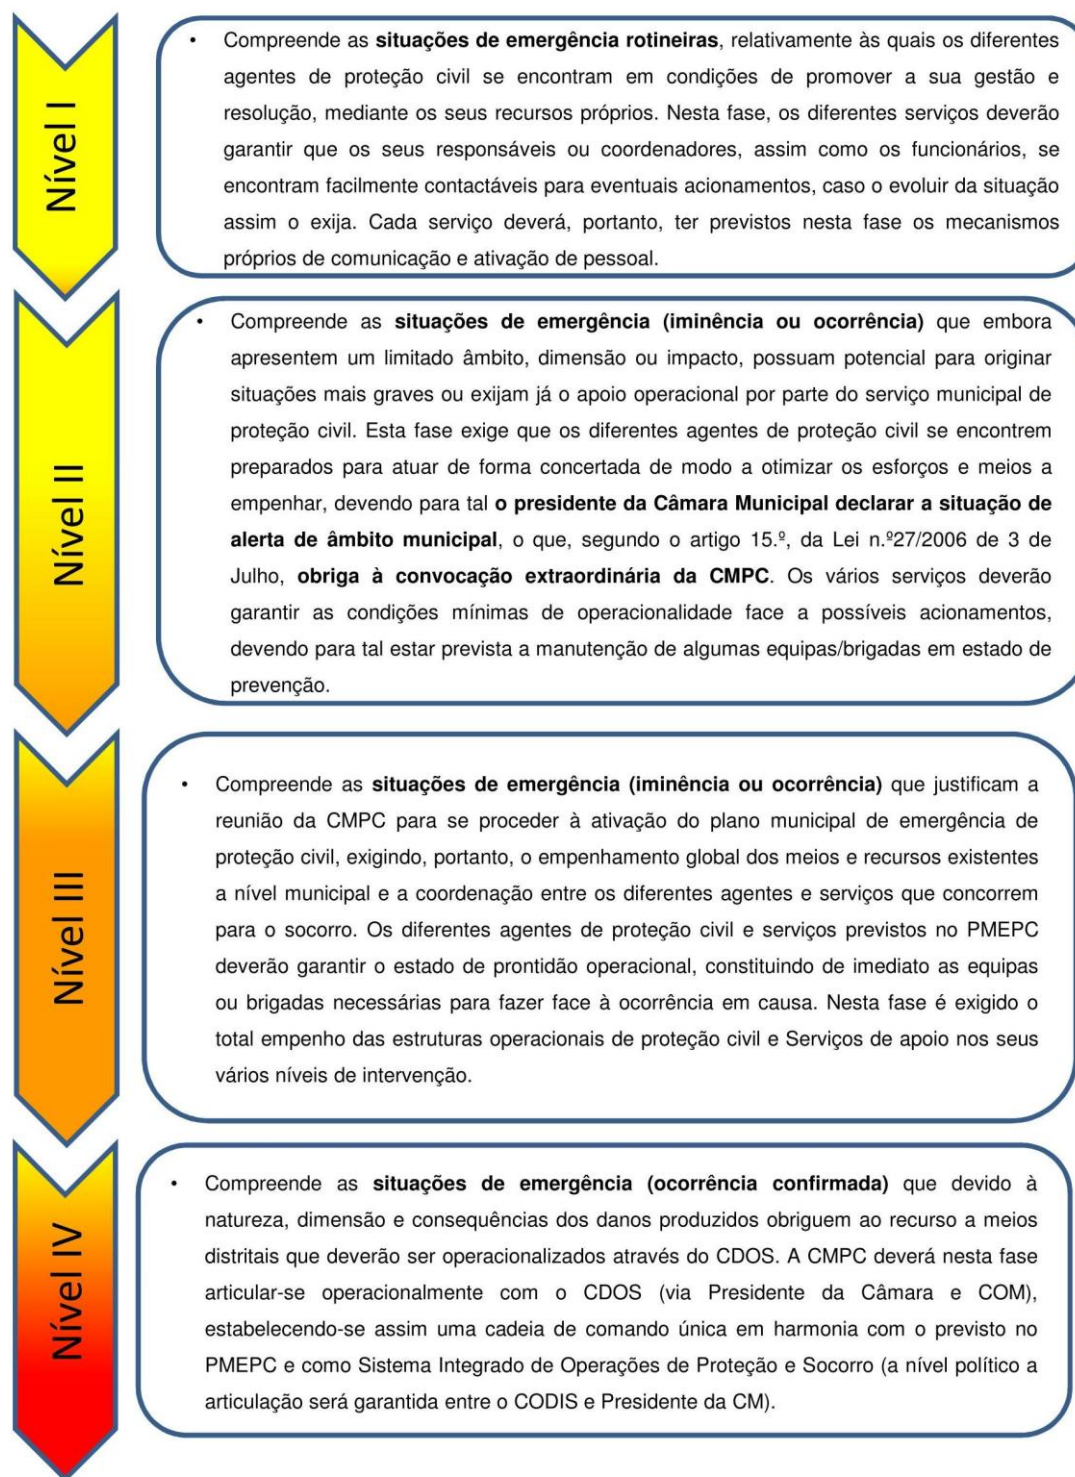 Nível I
• Compreende as situações de emergência rotineiras, relativamente às quais os diferentes
agentes de proteção civil se encontram em condições de promover a sua gestão e
resolução, mediante os seus recursos próprios. Nesta fase, os diferentes serviços deverão
garantir que os seus responsáveis ou coordenadores, assim como os funcionários, se
encontram facilmente contactáveis para eventuais acionamentos, caso o evoluir da situação
assim o exija. Cada serviço deverá, portanto, ter previstos nesta fase os mecanismos
próprios de comunicação e ativação de pessoal.
Nível II
• Compreende as situações de emergência (iminência ou ocorrência) que embora
apresentem um limitado âmbito, dimensão ou impacto, possuam potencial para originar
situações mais graves ou exijam já o apoio operacional por parte do serviço municipal de
proteção civil. Esta fase exige que os diferentes agentes de proteção civil se encontrem
preparados para atuar de forma concertada de modo a otimizar os esforços e meios a
empenhar, devendo para tal o presidente da Câmara Municipal declarar a situação de
alerta de âmbito municipal, o que, segundo o artigo 15.º, da Lei n.º27/2006 de 3 de
Julho, obriga à convocação extraordinária da CMPC. Os vários serviços deverão
garantir as condições mínimas de operacionalidade face a possíveis acionamentos,
devendo para tal estar prevista a manutenção de algumas equipas/brigadas em estado de
prevenção.
Nível III
• Compreende as situações de emergência (iminência ou ocorrência) que justificam a
reunião da CMPC para se proceder à ativação do plano municipal de emergência de
proteção civil, exigindo, portanto, o empenhamento global dos meios e recursos existentes
a nível municipal e a coordenação entre os diferentes agentes e serviços que concorrem
para o socorro. Os diferentes agentes de proteção civil e serviços previstos no PMEPC
deverão garantir o estado de prontidão operacional, constituindo de imediato as equipas
ou brigadas necessárias para fazer face à ocorrência em causa. Nesta fase é exigido o
total empenho das estruturas operacionais de proteção civil e Serviços de apoio nos seus
vários níveis de intervenção.
Nível IV
• Compreende as situações de emergência (ocorrência confirmada) que devido à
natureza, dimensão e consequências dos danos produzidos obriguem ao recurso a meios
distritais que deverão ser operacionalizados através do CDOS. A CMPC deverá nesta fase
articular-se operacionalmente com o CDOS (via Presidente da Câmara e COM),
estabelecendo-se assim uma cadeia de comando única em harmonia com o previsto no
PMEPC e como Sistema Integrado de Operações de Proteção e Socorro (a nível político a
articulação será garantida entre o CODIS e Presidente da CM).